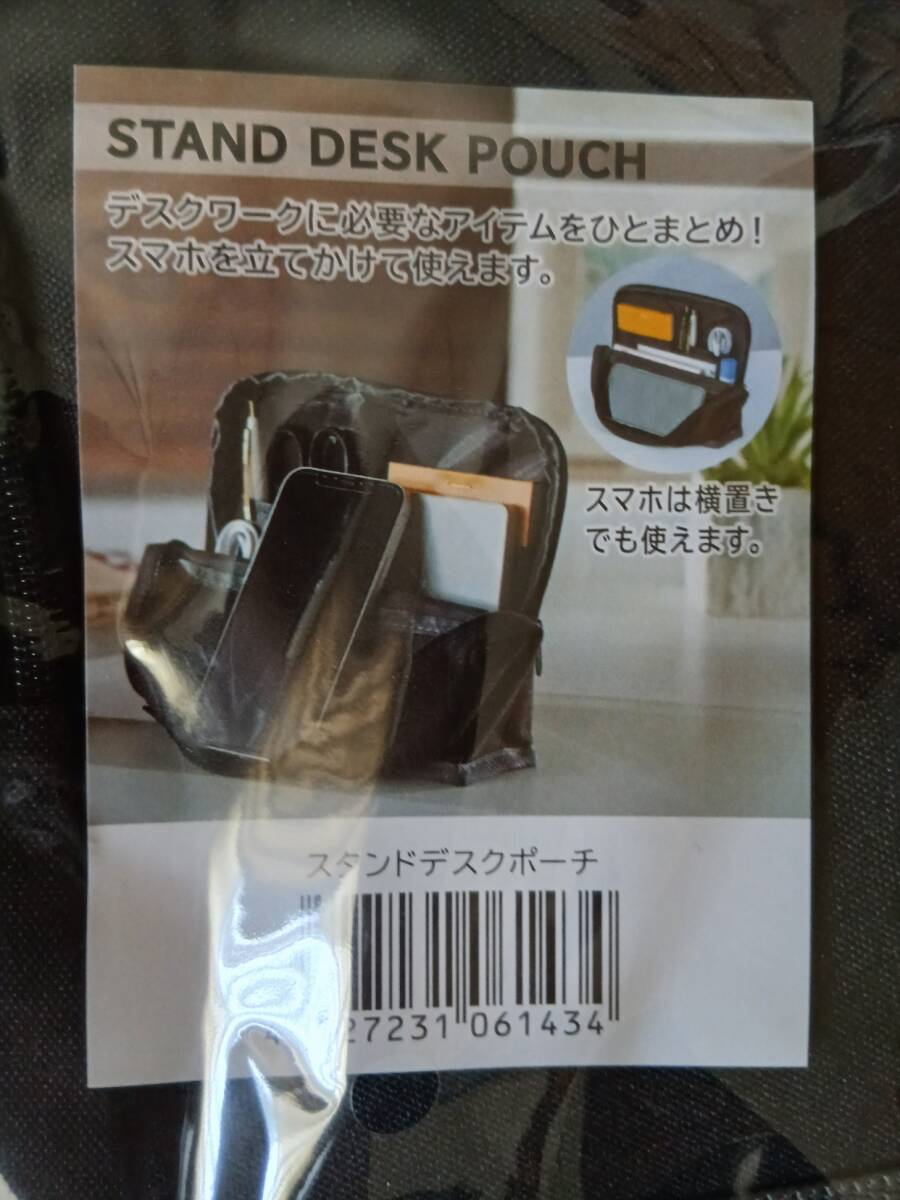 STAND DESK POUCH
デスクワークに必要なアイテムをひとまとめ！
スマホを立てかけて使えます。
スマホは横置き
でも使えます。
スタンドデスクポーチ
27231 061434